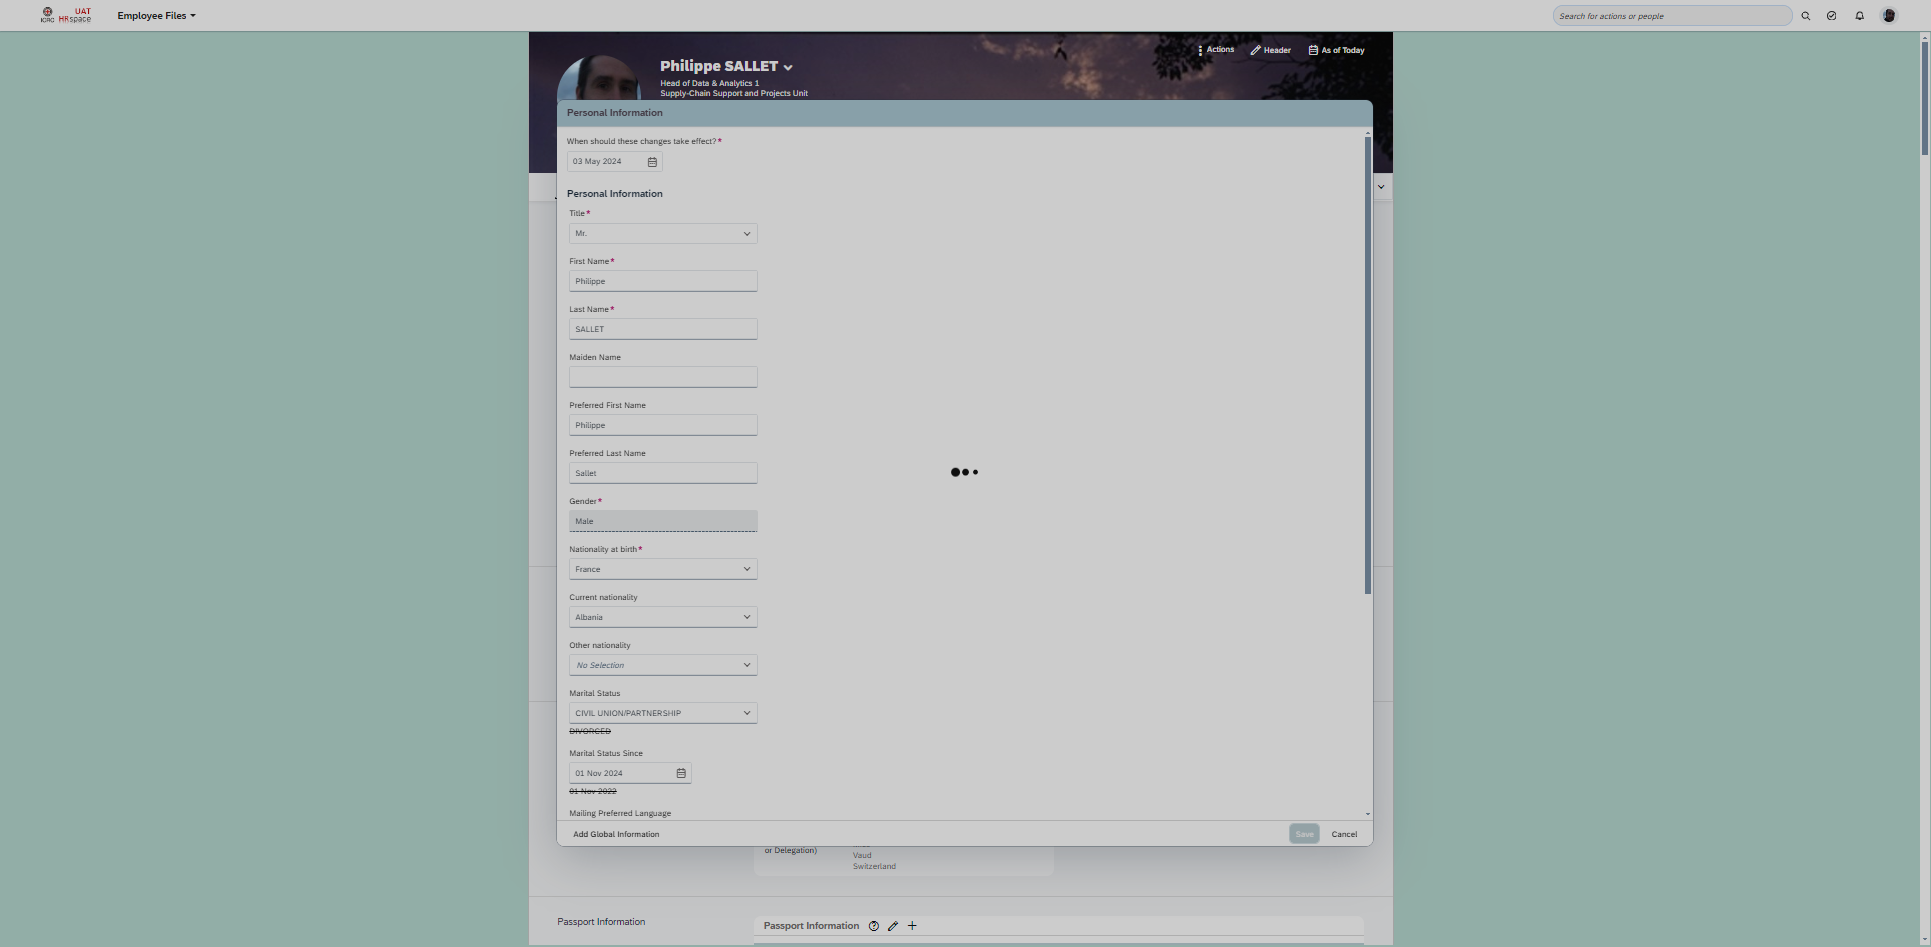 ICRC
UAT
HRspace
Employee Files
Search for actions or people
Actions
Header
As of Today
Philippe SALLET
Head of Data & Analytics 1
Supply-Chain Support and Projects Unit
Personal Information
When should these changes take effect?*
03 May 2024
Personal Information
Title*
Mr.
First Name*
Philippe
Last Name*
SALLET
Maiden Name
Preferred First Name
Philippe
Preferred Last Name
Sallet
Gender*
Male
Nationality at birth*
France
Current nationality
Albania
Other nationality
No Selection
Marital Status
CIVIL UNION/PARTNERSHIP
DIVORCED
Marital Status Since
01 Nov 2024
01 Nov 2022
Mailing Preferred Language
Add Global Information
Save
Cancel
or Delegation)
Vaud
Switzerland
Passport Information
Passport Information